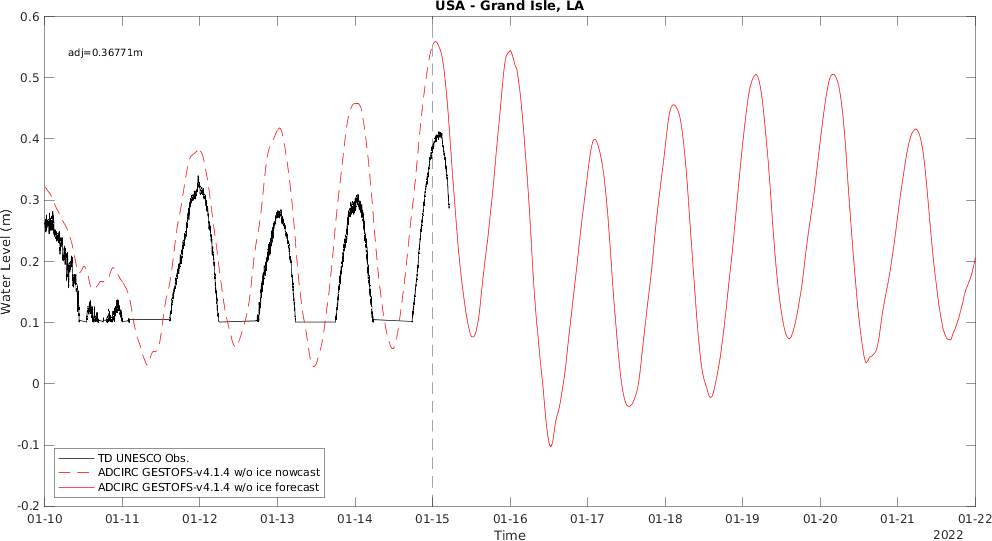 USA - Grand Isle, LA
adj=0.36771m
Water Level (m)
0.6
0.5
0.4
0.3
0.2
0.1
0
-0.1
-0.2
TD UNESCO Obs.
ADCIRC GESTOFS-v4.1.4 w/o ice nowcast
ADCIRC GESTOFS-v4.1.4 w/o ice forecast
01-10 01-11 01-12 01-13 01-14 01-15 01-16 01-17 01-18 01-19 01-20 01-21 01-22
Time
2022